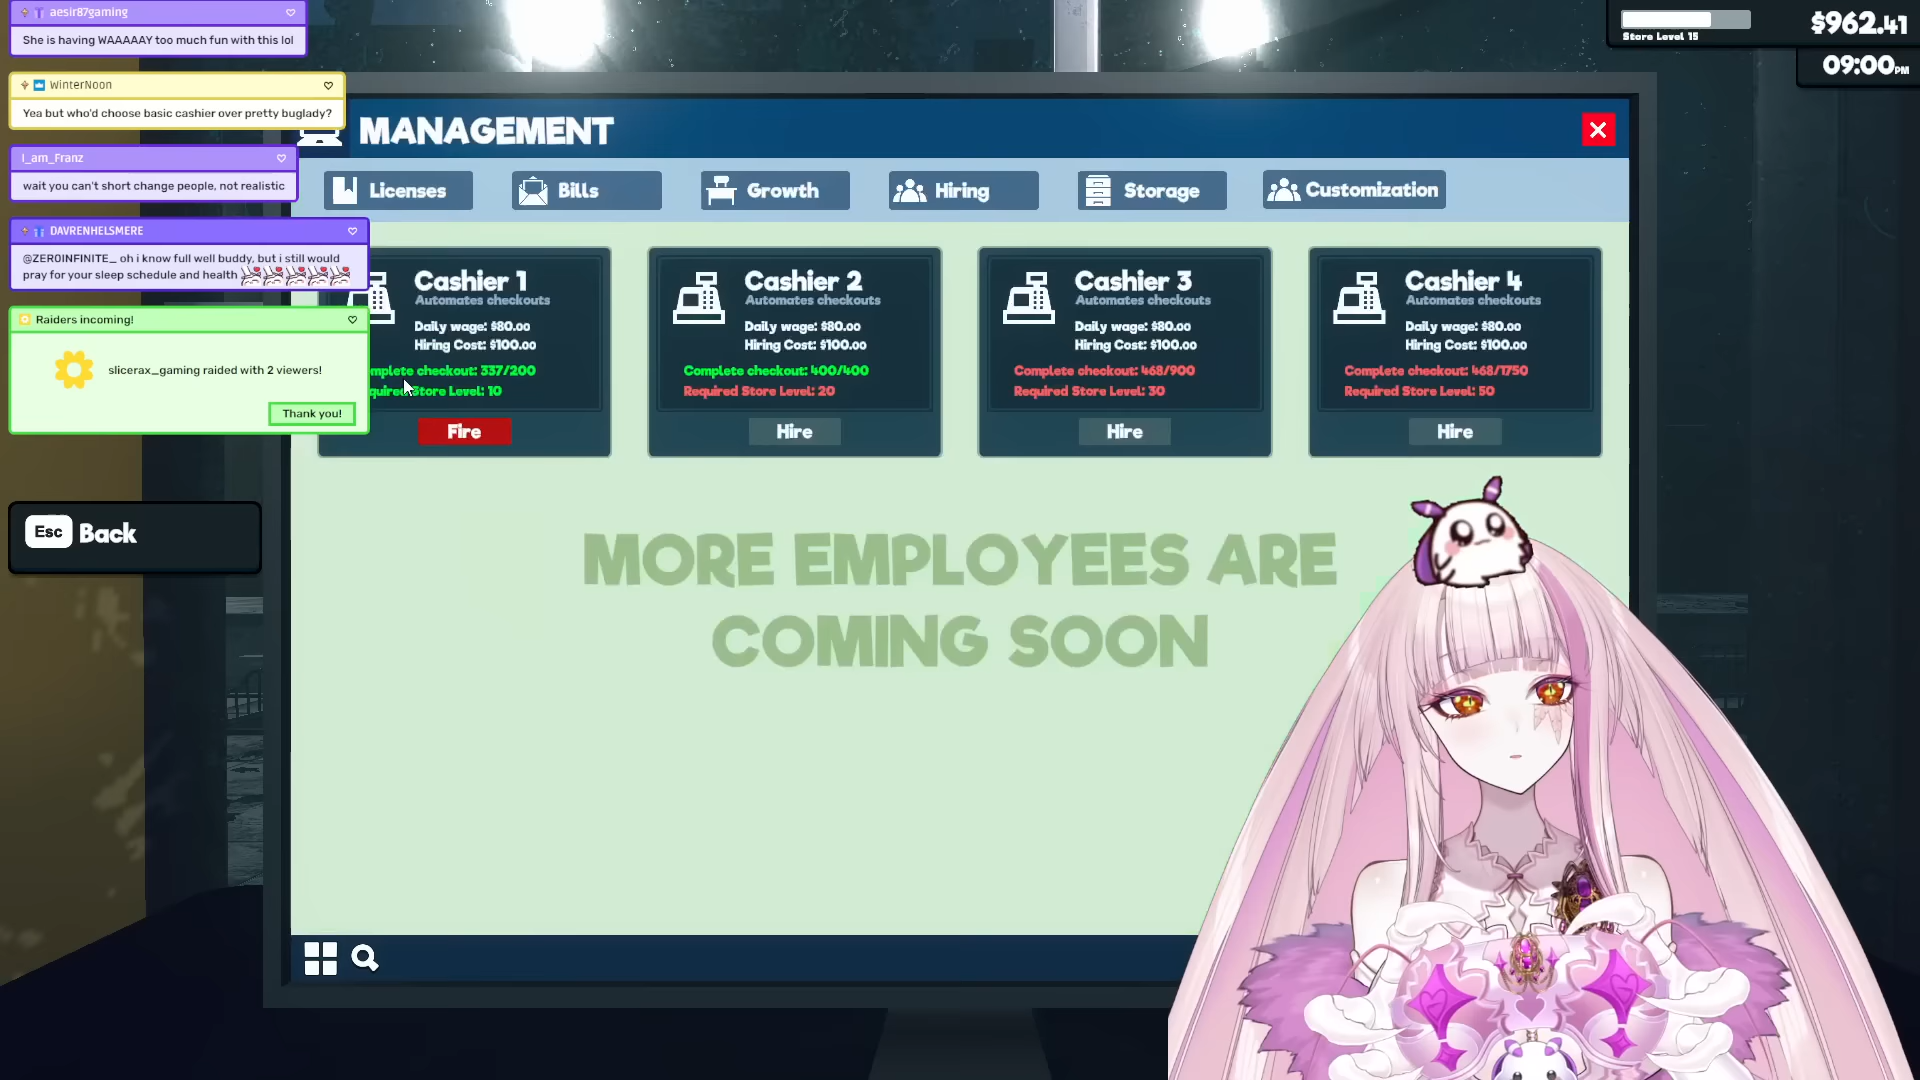 aesir87gaming
She is having WAAAAAY too much fun with this lol
WinterNoon
Yea but who'd choose basic cashier over pretty buglady?
I_am_Franz
wait you can't short change people, not realistic
DAVRENHELSMERE
@ZER0INFINITE_ oh i know full well buddy, but i still would
pray for your sleep schedule and health
Raiders incoming!
slicerax_gaming raided with 2 viewers!
Thank you!
Esc Back
$962.41
Store Level 15
09:00PM
MANAGEMENT
Licenses
Bills
Growth
Hiring
Storage
Customization
Cashier 1
Automates checkouts
Daily wage: $80.00
Hiring Cost: $100.00
mplete checkout: 337/200
quired Store Level: 10
Fire
Cashier 2
Automates checkouts
Daily wage: $80.00
Hiring Cost: $100.00
Complete checkout: 400/400
Required Store Level: 20
Hire
Cashier 3
Automates checkouts
Daily wage: $80.00
Hiring Cost: $100.00
Complete checkout: 468/900
Required Store Level: 30
Hire
Cashier 4
Automates checkouts
Daily wage: $80.00
Hiring Cost: $100.00
Complete checkout: 468/1750
Required Store Level: 50
Hire
MORE EMPLOYEES ARE
COMING SOON